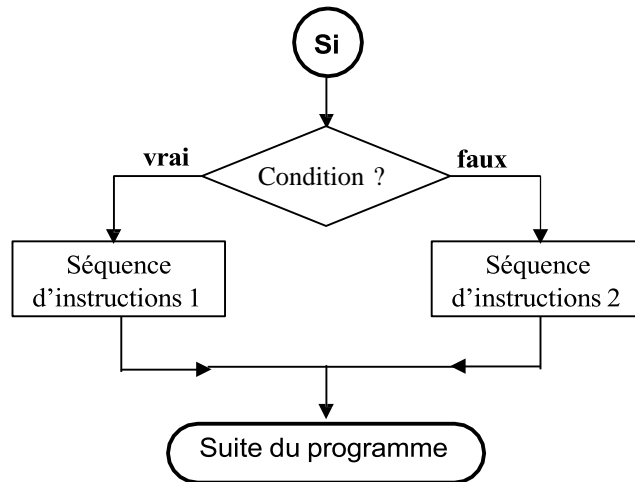 Si
vrai
Condition ?
faux
Séquence
d’instructions 1
Séquence
d’instructions 2
Suite du programme